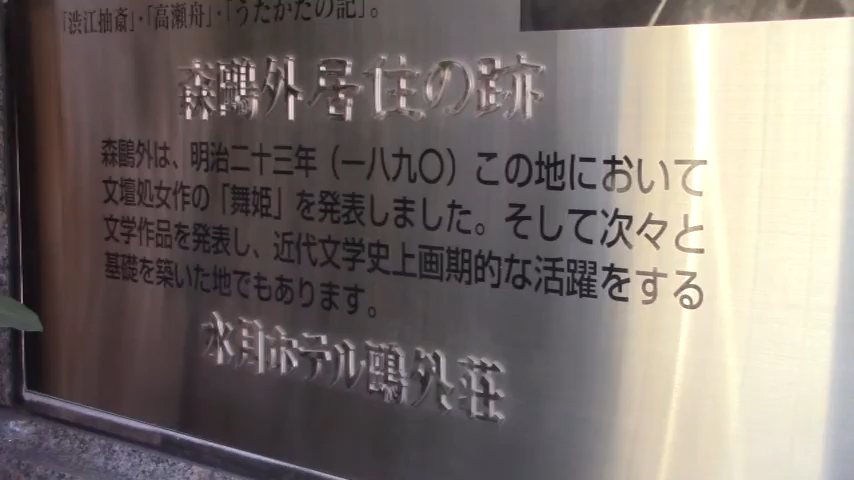 「渋江抽斎」・「高瀬舟」・「うたかたの記」。
森鷗外居住の跡
森鷗外は、明治二十三年（一八九〇）この地において
文壇処女作の「舞姫」を発表しました。そして次々と
文学作品を発表し、近代文学史上画期的な活躍をする
基礎を築いた地でもあります。
水月ホテル鷗外荘